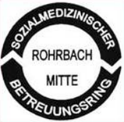 SOZIALMEDIZINISCHER
ROHRBACH
MITTE
BETREUUNGSRING